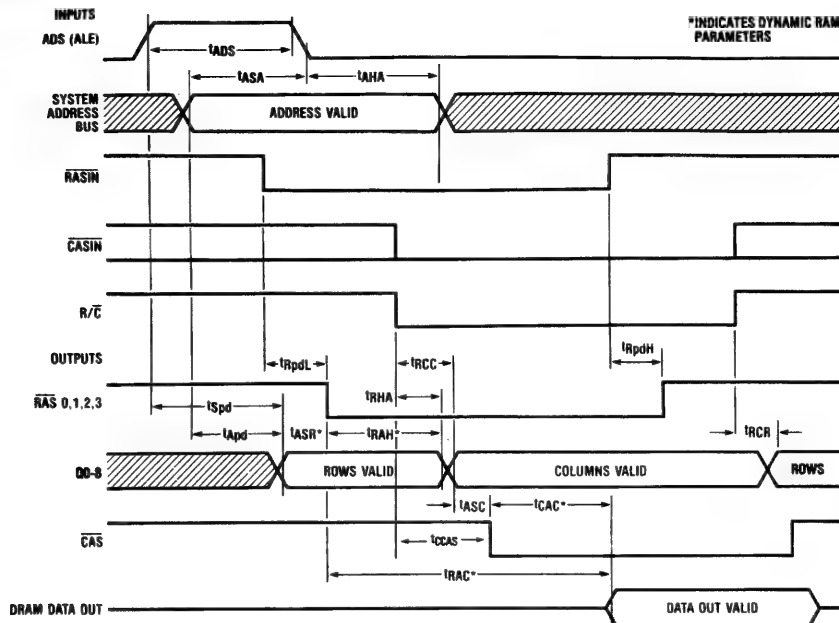 INPUTS
ADS (ALE)
*INDICATES DYNAMIC RAM
PARAMETERS
tADS
tASA
tAHA
SYSTEM
ADDRESS
BUS
ADDRESS VALID
RASIN
CASIN
R/C
OUTPUTS
tRpdL
tRCC
tRpdH
RAS 0,1,2,3
tSpd
tRHA
tApd
tASR*
tRAH*
tRCR
Q0-8
ROWS VALID
COLUMNS VALID
ROWS
tASC
tCAC*
CAS
tCCAS
tRAC*
DRAM DATA OUT
DATA OUT VALID